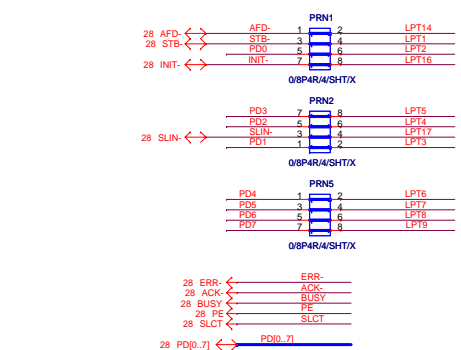 PRN1
28 AFD- AFD- 1 2 LPT14
28 STB- STB- 3 4 LPT1
PD0 5 6 LPT2
28 INIT- INIT- 7 8 LPT16
0/8P4R/4/SHT/X
PRN2
PD3 7 8 LPT5
PD2 5 6 LPT4
28 SLIN- SLIN- 3 4 LPT17
PD1 1 2 LPT3
0/8P4R/4/SHT/X
PRN5
PD4 1 2 LPT6
PD5 3 4 LPT7
PD6 5 6 LPT8
PD7 7 8 LPT9
0/8P4R/4/SHT/X
28 ERR- ERR-
28 ACK- ACK-
28 BUSY BUSY
28 PE PE
28 SLCT SLCT
28 PD[0..7] PD[0..7]